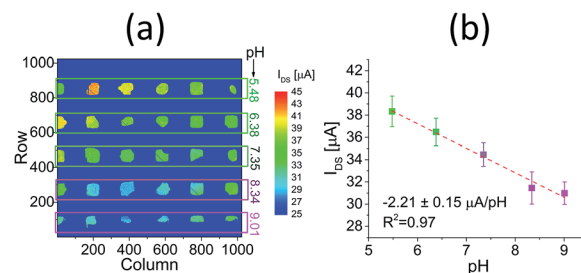 (a)
(b)
pH
1000
800
600
400
200
Row
0 200 400 600 800 1000
Column
5.48
6.38
7.35
8.34
9.01
I_DS [µA]
45
43
41
39
37
35
33
31
29
27
25
I_DS [µA]
42
40
38
36
34
32
30
28
-2.21 ± 0.15 µA/pH
R²=0.97
5 6 7 8 9
pH